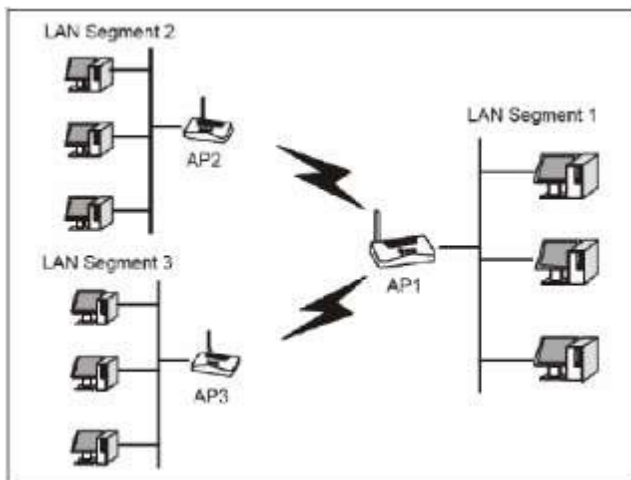 LAN Segment 2
AP2
LAN Segment 1
AP1
LAN Segment 3
AP3